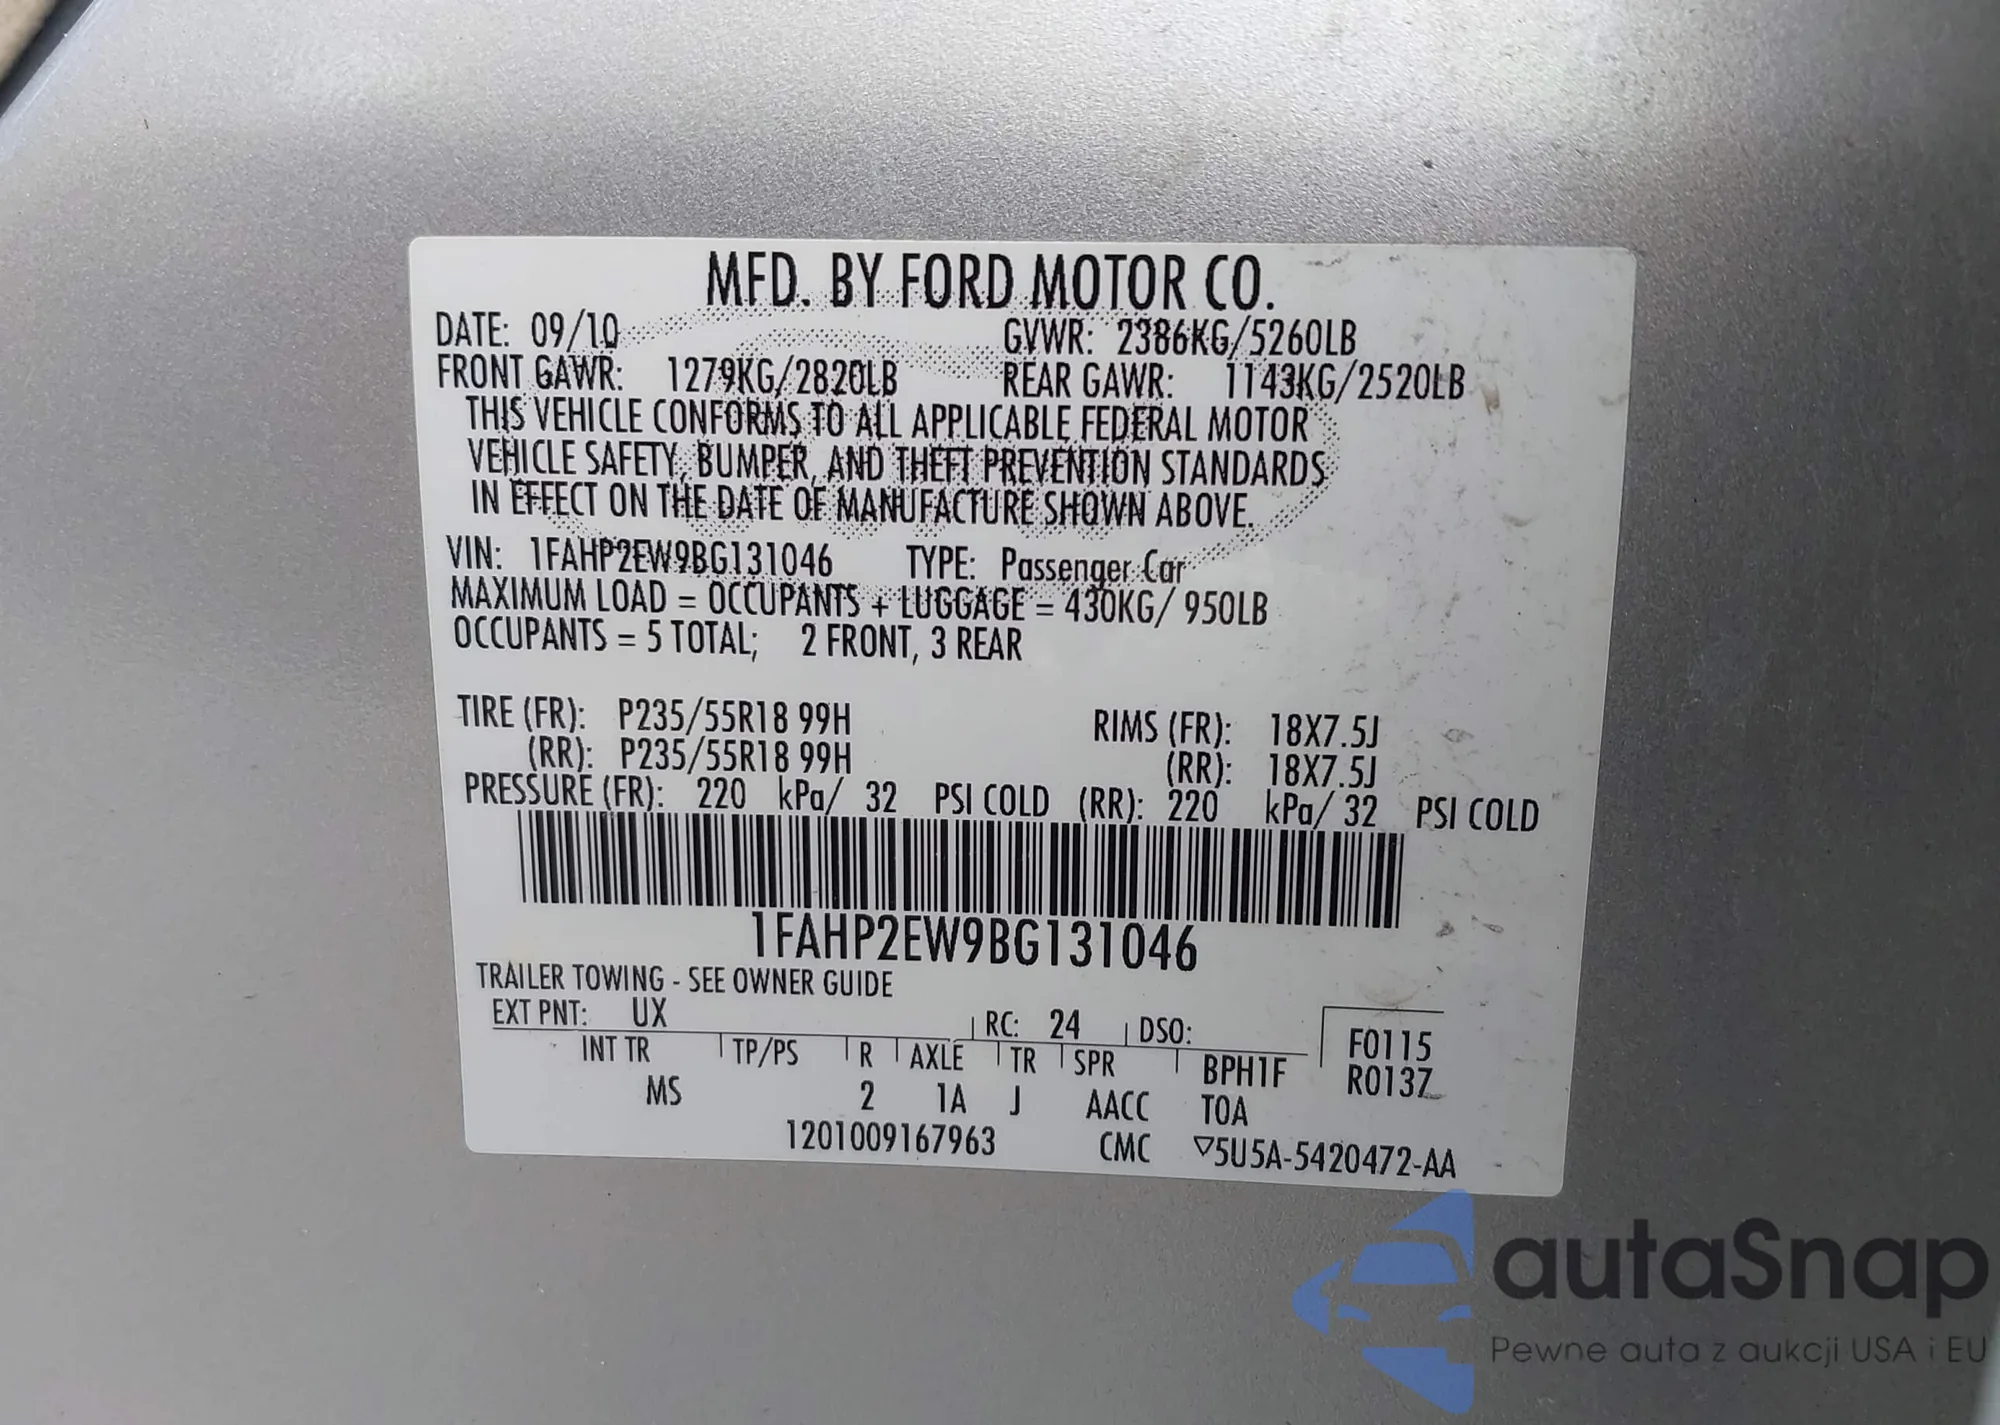 MFD. BY FORD MOTOR CO.
DATE: 09/10 GVWR: 2386KG/5260LB
FRONT GAWR: 1279KG/2820LB REAR GAWR: 1143KG/2520LB
THIS VEHICLE CONFORMS TO ALL APPLICABLE FEDERAL MOTOR
VEHICLE SAFETY, BUMPER, AND THEFT PREVENTION STANDARDS
IN EFFECT ON THE DATE OF MANUFACTURE SHOWN ABOVE.
VIN: 1FAHP2EW9BG131046 TYPE: Passenger Car
MAXIMUM LOAD = OCCUPANTS + LUGGAGE = 430KG/ 950LB
OCCUPANTS = 5 TOTAL; 2 FRONT, 3 REAR
TIRE (FR): P235/55R18 99H RIMS (FR): 18X7.5J
(RR): P235/55R18 99H (RR): 18X7.5J
PRESSURE (FR): 220 kPa/ 32 PSI COLD (RR): 220 kPa/ 32 PSI COLD
1FAHP2EW9BG131046
TRAILER TOWING - SEE OWNER GUIDE
EXT PNT: UX RC: 24 DSO: F0115
INT TR TP/PS R AXLE TR SPR BPH1F R0137
MS 2 1A J AACC TOA
1201009167963 CMC ▽5U5A-5420472-AA
autaSnap
Pewne auta z aukcji USA i EU